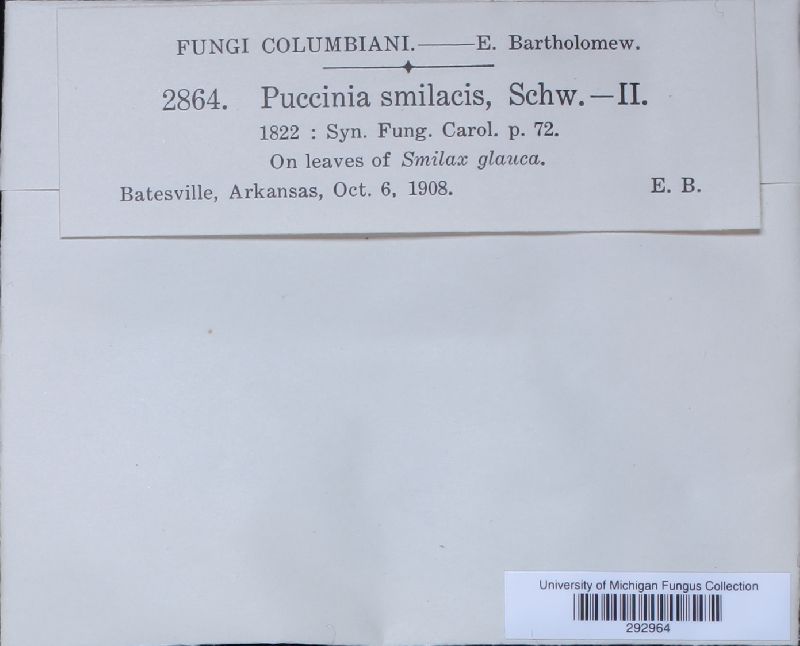 FUNGI COLUMBIANI.——E. Bartholomew.
2864. Puccinia smilacis, Schw.—II.
1822 : Syn. Fung. Carol. p. 72.
On leaves of Smilax glauca.
Batesville, Arkansas, Oct. 6, 1908. E. B.
University of Michigan Fungus Collection
292964